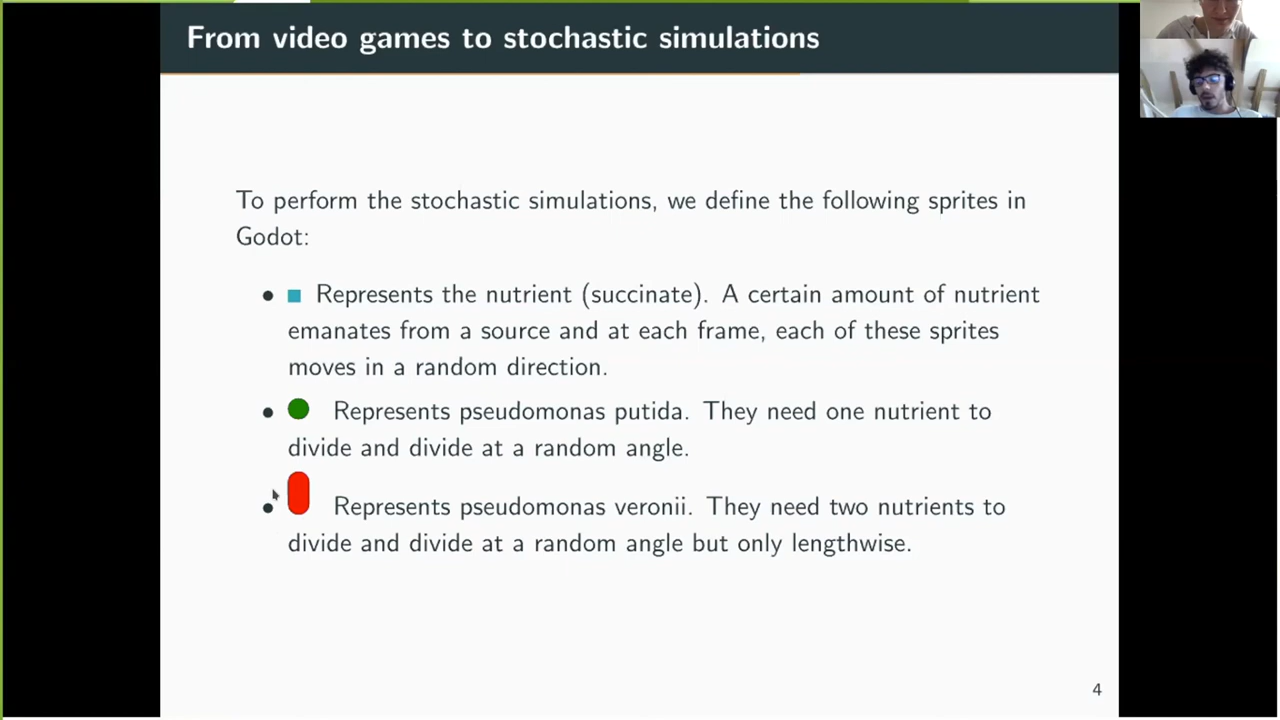 From video games to stochastic simulations
To perform the stochastic simulations, we define the following sprites in
Godot:
Represents the nutrient (succinate). A certain amount of nutrient
emanates from a source and at each frame, each of these sprites
moves in a random direction.
Represents pseudomonas putida. They need one nutrient to
divide and divide at a random angle.
Represents pseudomonas veronii. They need two nutrients to
divide and divide at a random angle but only lengthwise.
4